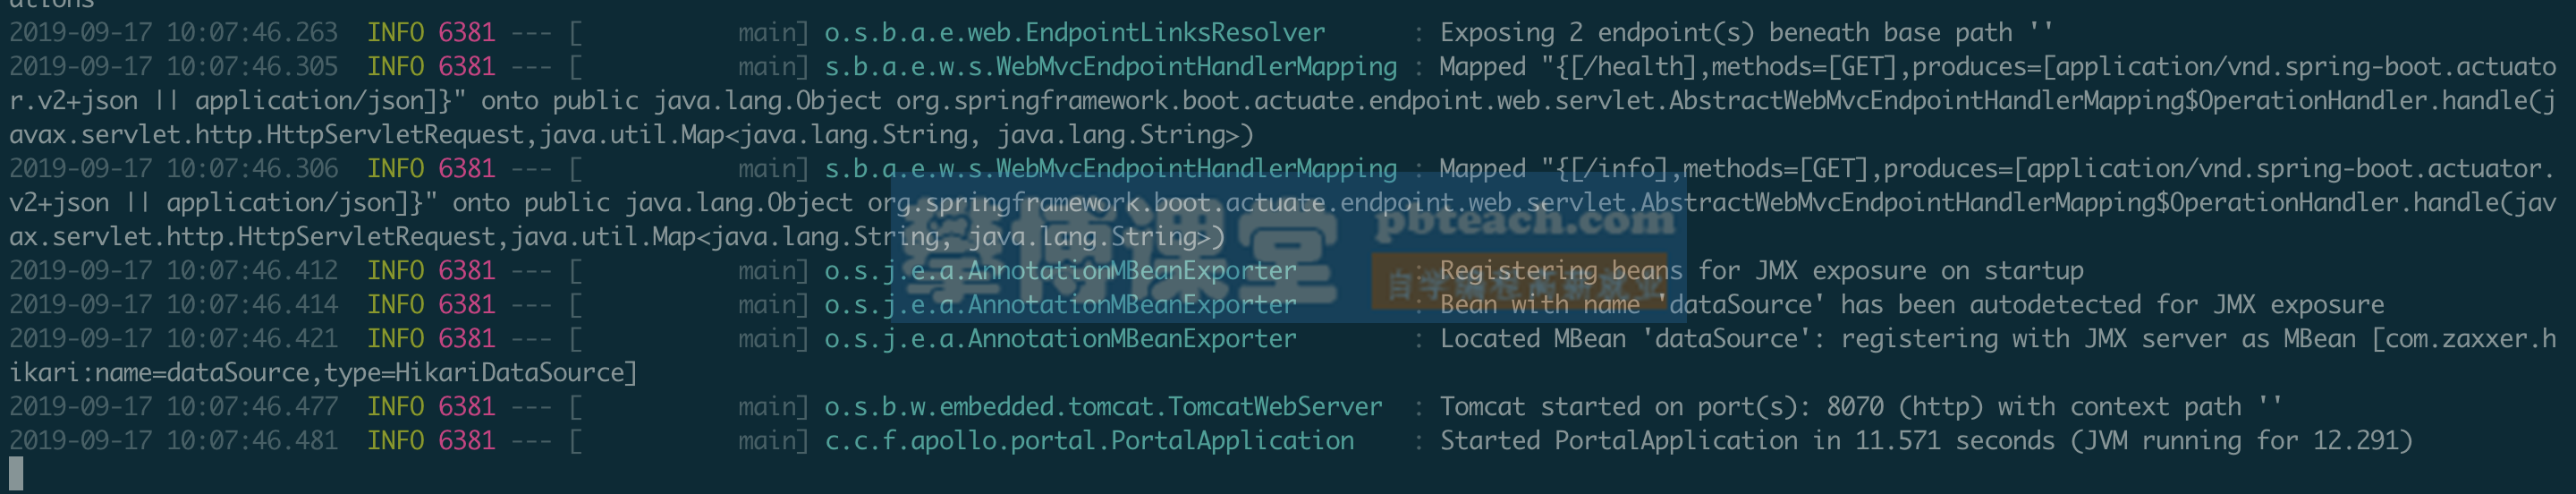 ations
2019-09-17 10:07:46.263  INFO 6381 --- [           main] o.s.b.a.e.web.EndpointLinksResolver      : Exposing 2 endpoint(s) beneath base path ''
2019-09-17 10:07:46.305  INFO 6381 --- [           main] s.b.a.e.w.s.WebMvcEndpointHandlerMapping : Mapped "{[/health],methods=[GET],produces=[application/vnd.spring-boot.actuato
r.v2+json || application/json]}" onto public java.lang.Object org.springframework.boot.actuate.endpoint.web.servlet.AbstractWebMvcEndpointHandlerMapping$OperationHandler.handle(j
avax.servlet.http.HttpServletRequest,java.util.Map<java.lang.String, java.lang.String>)
2019-09-17 10:07:46.306  INFO 6381 --- [           main] s.b.a.e.w.s.WebMvcEndpointHandlerMapping : Mapped "{[/info],methods=[GET],produces=[application/vnd.spring-boot.actuator.
v2+json || application/json]}" onto public java.lang.Object org.springframework.boot.actuate.endpoint.web.servlet.AbstractWebMvcEndpointHandlerMapping$OperationHandler.handle(jav
ax.servlet.http.HttpServletRequest,java.util.Map<java.lang.String, java.lang.String>)
2019-09-17 10:07:46.412  INFO 6381 --- [           main] o.s.j.e.a.AnnotationMBeanExporter        : Registering beans for JMX exposure on startup
2019-09-17 10:07:46.414  INFO 6381 --- [           main] o.s.j.e.a.AnnotationMBeanExporter        : Bean with name 'dataSource' has been autodetected for JMX exposure
2019-09-17 10:07:46.421  INFO 6381 --- [           main] o.s.j.e.a.AnnotationMBeanExporter        : Located MBean 'dataSource': registering with JMX server as MBean [com.zaxxer.h
ikari:name=dataSource,type=HikariDataSource]
2019-09-17 10:07:46.477  INFO 6381 --- [           main] o.s.b.w.embedded.tomcat.TomcatWebServer  : Tomcat started on port(s): 8070 (http) with context path ''
2019-09-17 10:07:46.481  INFO 6381 --- [           main] c.c.f.apollo.portal.PortalApplication    : Started PortalApplication in 11.571 seconds (JVM running for 12.291)
博课堂
pbteach.com